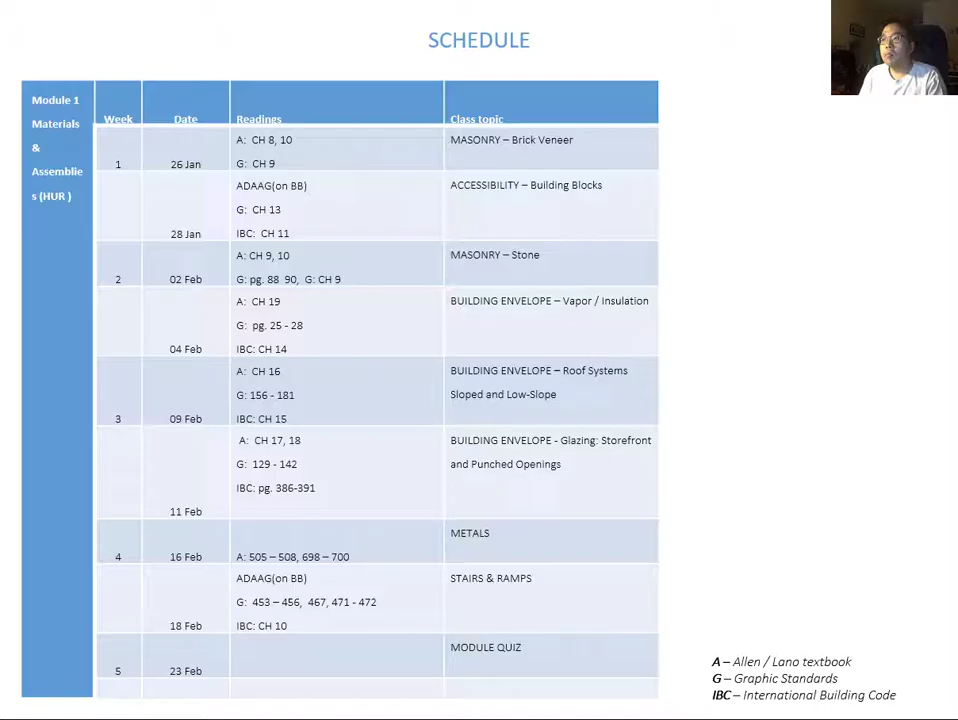 SCHEDULE
Module 1
Materials
&
Assemblie
s (HUR )
Week Date Readings Class topic
A: CH 8, 10 MASONRY – Brick Veneer
1 26 Jan G: CH 9
ADAAG(on BB) ACCESSIBILITY – Building Blocks
G: CH 13
28 Jan IBC: CH 11
A: CH 9, 10 MASONRY – Stone
2 02 Feb G: pg. 88 90, G: CH 9
A: CH 19 BUILDING ENVELOPE – Vapor / Insulation
G: pg. 25 - 28
04 Feb IBC: CH 14
A: CH 16 BUILDING ENVELOPE – Roof Systems
G: 156 - 181 Sloped and Low-Slope
3 09 Feb IBC: CH 15
A: CH 17, 18 BUILDING ENVELOPE - Glazing: Storefront
G: 129 - 142 and Punched Openings
IBC: pg. 386-391
11 Feb
METALS
4 16 Feb A: 505 – 508, 698 – 700
ADAAG(on BB) STAIRS & RAMPS
G: 453 – 456, 467, 471 - 472
18 Feb IBC: CH 10
MODULE QUIZ
5 23 Feb
A – Allen / Lano textbook
G – Graphic Standards
IBC – International Building Code